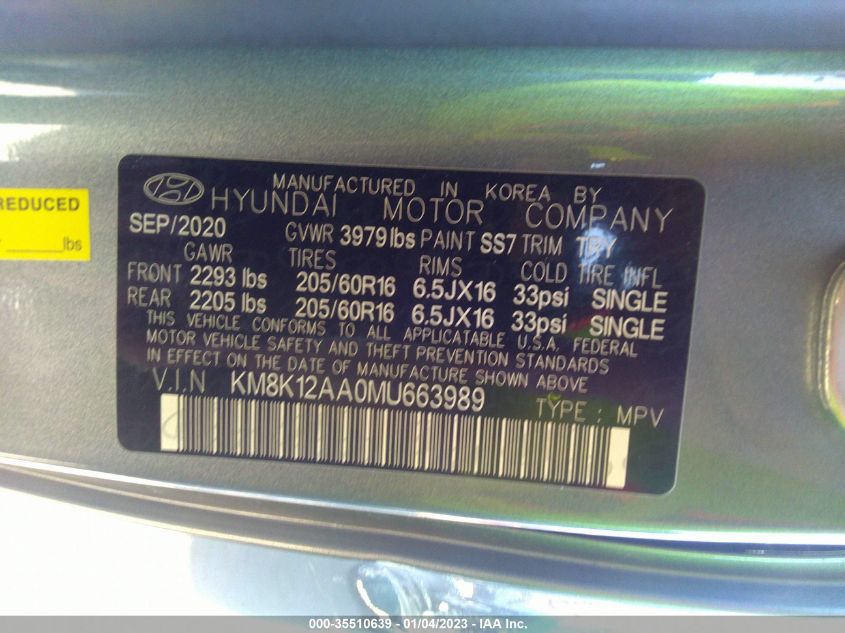 MANUFACTURED IN KOREA BY
HYUNDAI MOTOR COMPANY
SEP/2020 GVWR 3979 lbs PAINT SS7 TRIM TRY
GAWR TIRES RIMS COLD TIRE INFL
FRONT 2293 lbs 205/60R16 6.5JX16 33psi SINGLE
REAR 2205 lbs 205/60R16 6.5JX16 33psi SINGLE
THIS VEHICLE CONFORMS TO ALL APPLICATABLE U.S.A. FEDERAL
MOTOR VEHICLE SAFETY AND THEFT PREVENTION STANDARDS
IN EFFECT ON THE DATE OF MANUFACTURE SHOWN ABOVE
V.I.N KM8K12AA0MU663989
TYPE : MPV
REDUCED
lbs
000-35510639 - 01/04/2023 - IAA Inc.